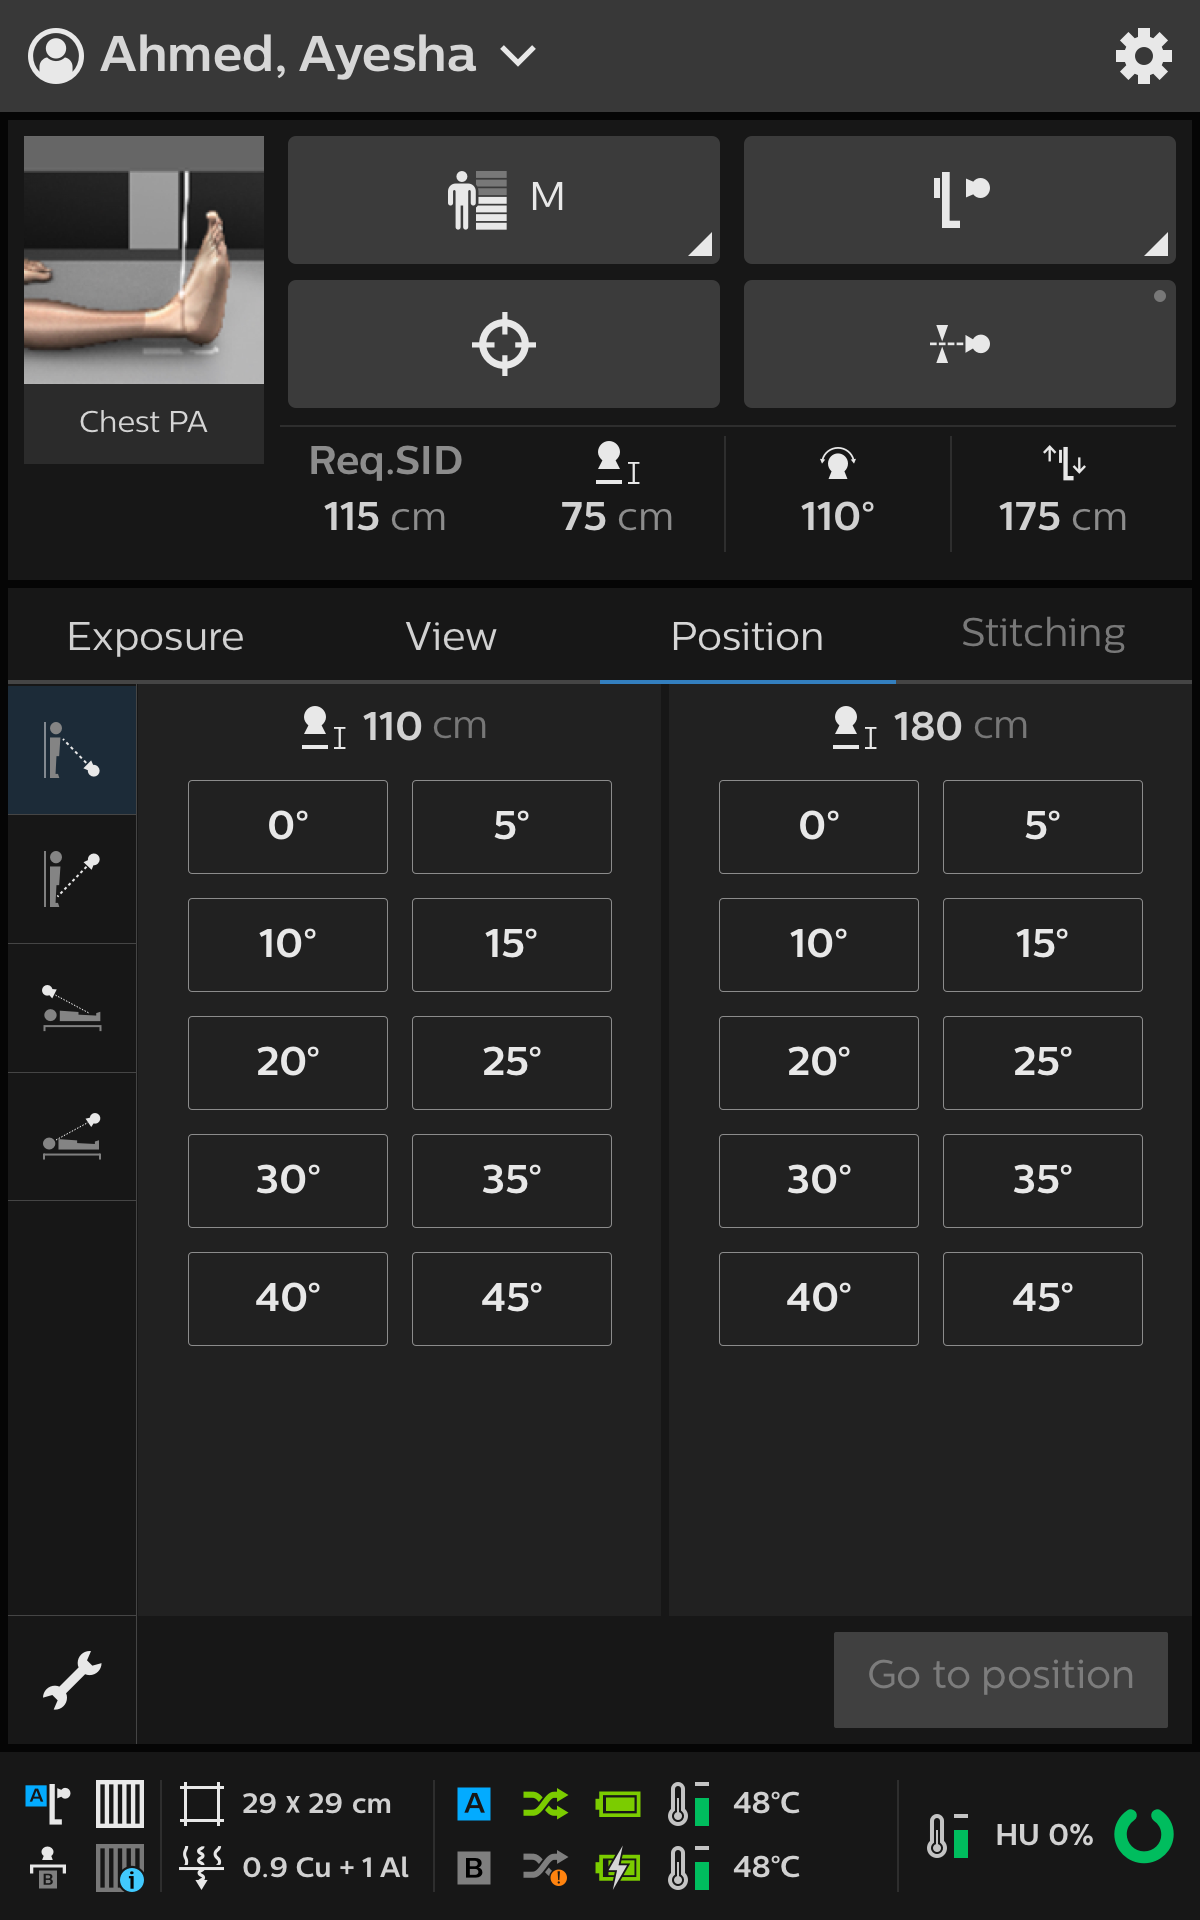 Ahmed, Ayesha
M
Chest PA
Req.SID
115 cm
75 cm
110°
175 cm
Exposure View Position Stitching
110 cm
180 cm
0° 5° 0° 5°
10° 15° 10° 15°
20° 25° 20° 25°
30° 35° 30° 35°
40° 45° 40° 45°
Go to position
A 29 x 29 cm A 48°C
HU 0%
B i 0.9 Cu + 1 Al B ! 48°C